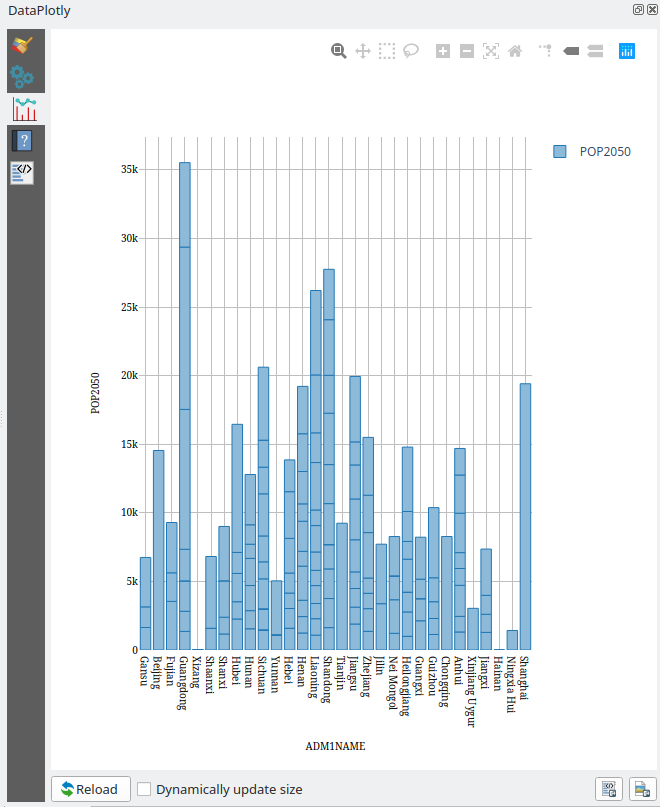 DataPlotly
POP2050
35k
30k
25k
20k
15k
10k
5k
0
POP2050
Gansu
Beijing
Fujian
Guangdong
Xizang
Shaanxi
Shanxi
Hubei
Hunan
Sichuan
Yunnan
Hebei
Henan
Liaoning
Shandong
Tianjin
Jiangsu
Zhejiang
Jilin
Nei Mongol
Heilongjiang
Guangxi
Guizhou
Chongqing
Anhui
Xinjiang Uygur
Jiangxi
Hainan
Ningxia Hui
Shanghai
ADM1NAME
Reload
Dynamically update size